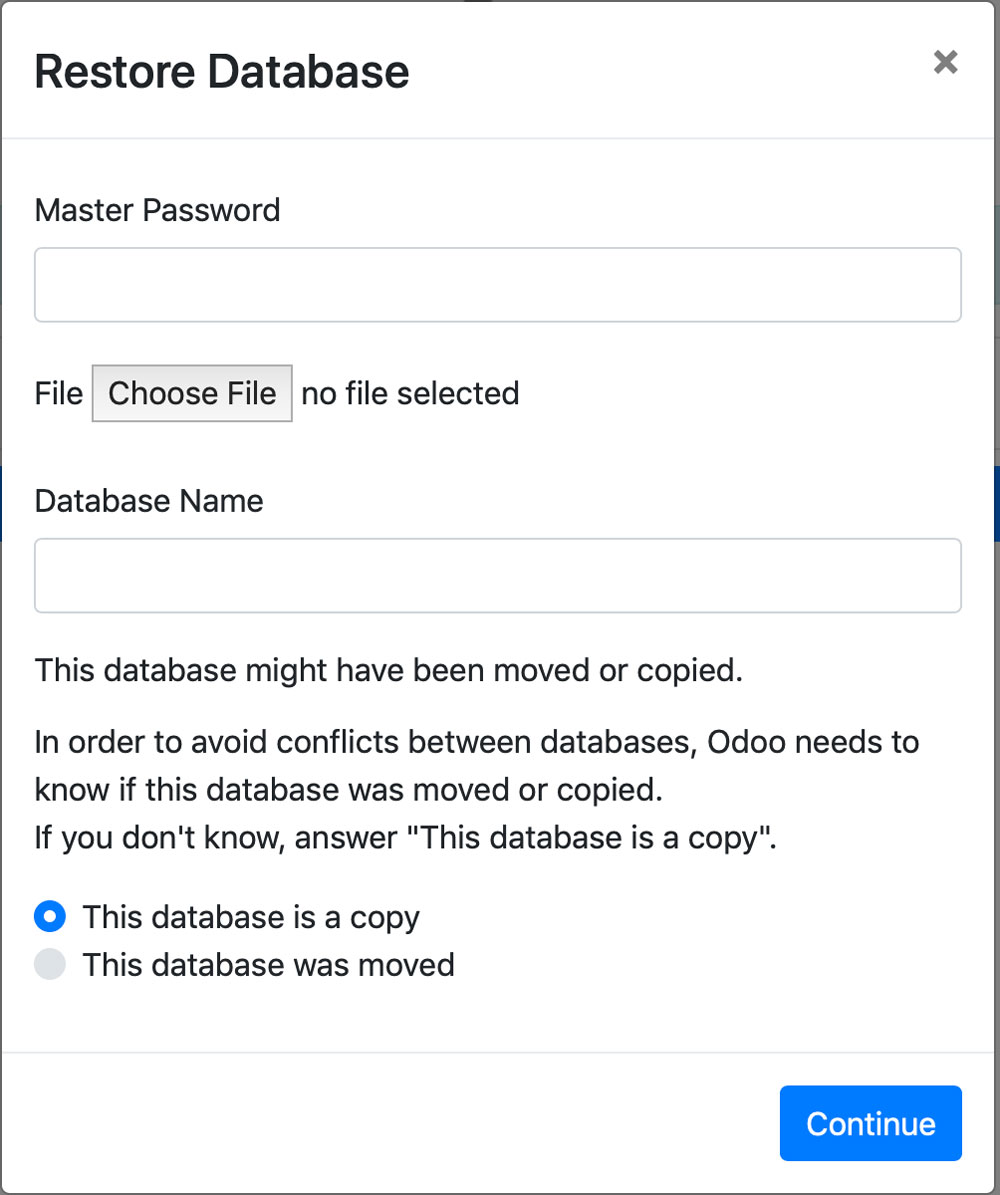 Restore Database
×
Master Password
File Choose File no file selected
Database Name
This database might have been moved or copied.
In order to avoid conflicts between databases, Odoo needs to
know if this database was moved or copied.
If you don't know, answer "This database is a copy".
This database is a copy
This database was moved
Continue